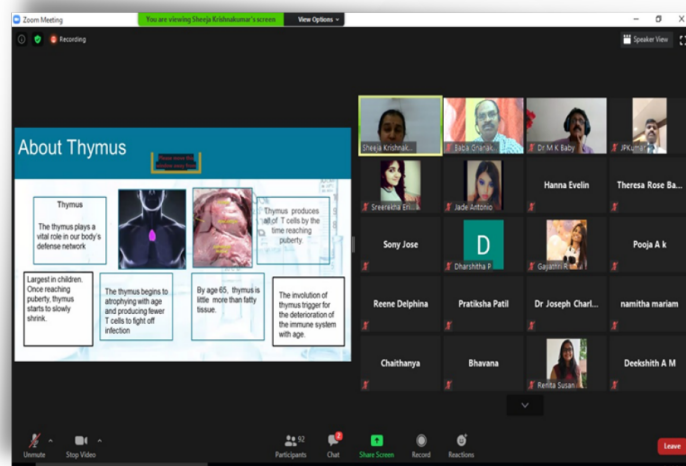 Zoom Meeting
You are viewing Sheeja Krishnakumar's screen
View Options
Recording
Speaker View
About Thymus
Thymus
The thymus plays a
vital role in our body's
defense network
Thymus produces
all of T cells by the
time reaching
puberty.
Largest in children.
Once reaching
puberty, thymus
starts to slowly
shrink.
The thymus begins to
atrophying with age
and producing fewer
T cells to fight off
infection
By age 65, thymus is
little more than fatty
tissue.
The involution of
thymus trigger for
the deterioration of
the immune system
with age.
Sheeja Krishnak...
Dr M K Baby
Jade Antonio
Hanna Evelin
Theresa Rose Ba...
Sony Jose
D
Dharshitha P
Pooja A k
Reene Delphina
Pratiksha Patil
Dr Joseph Charl...
namitha mariam
Chaithanya
Bhavana
Renita Susan
Deekshith A M
Unmute
Stop Video
92
Participants
2
Chat
Share Screen
Record
Reactions
Leave